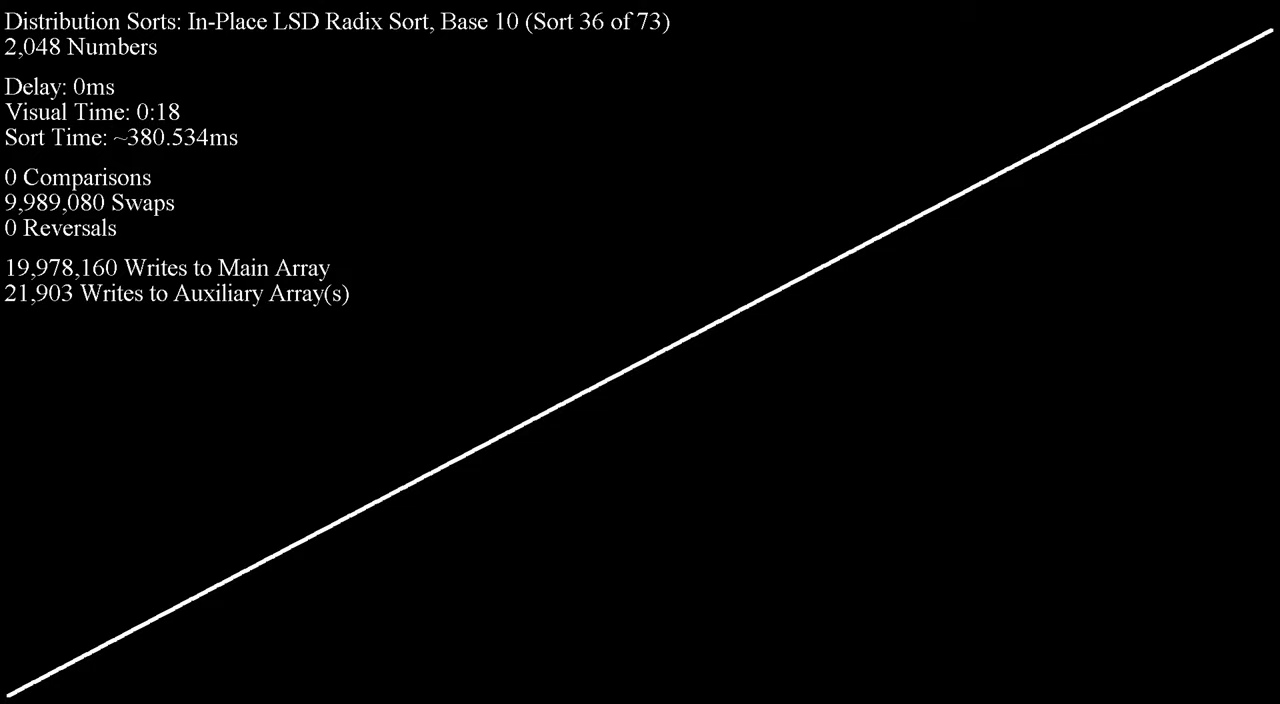 Distribution Sorts: In-Place LSD Radix Sort, Base 10 (Sort 36 of 73)
2,048 Numbers
Delay: 0ms
Visual Time: 0:18
Sort Time: ~380.534ms
0 Comparisons
9,989,080 Swaps
0 Reversals
19,978,160 Writes to Main Array
21,903 Writes to Auxiliary Array(s)